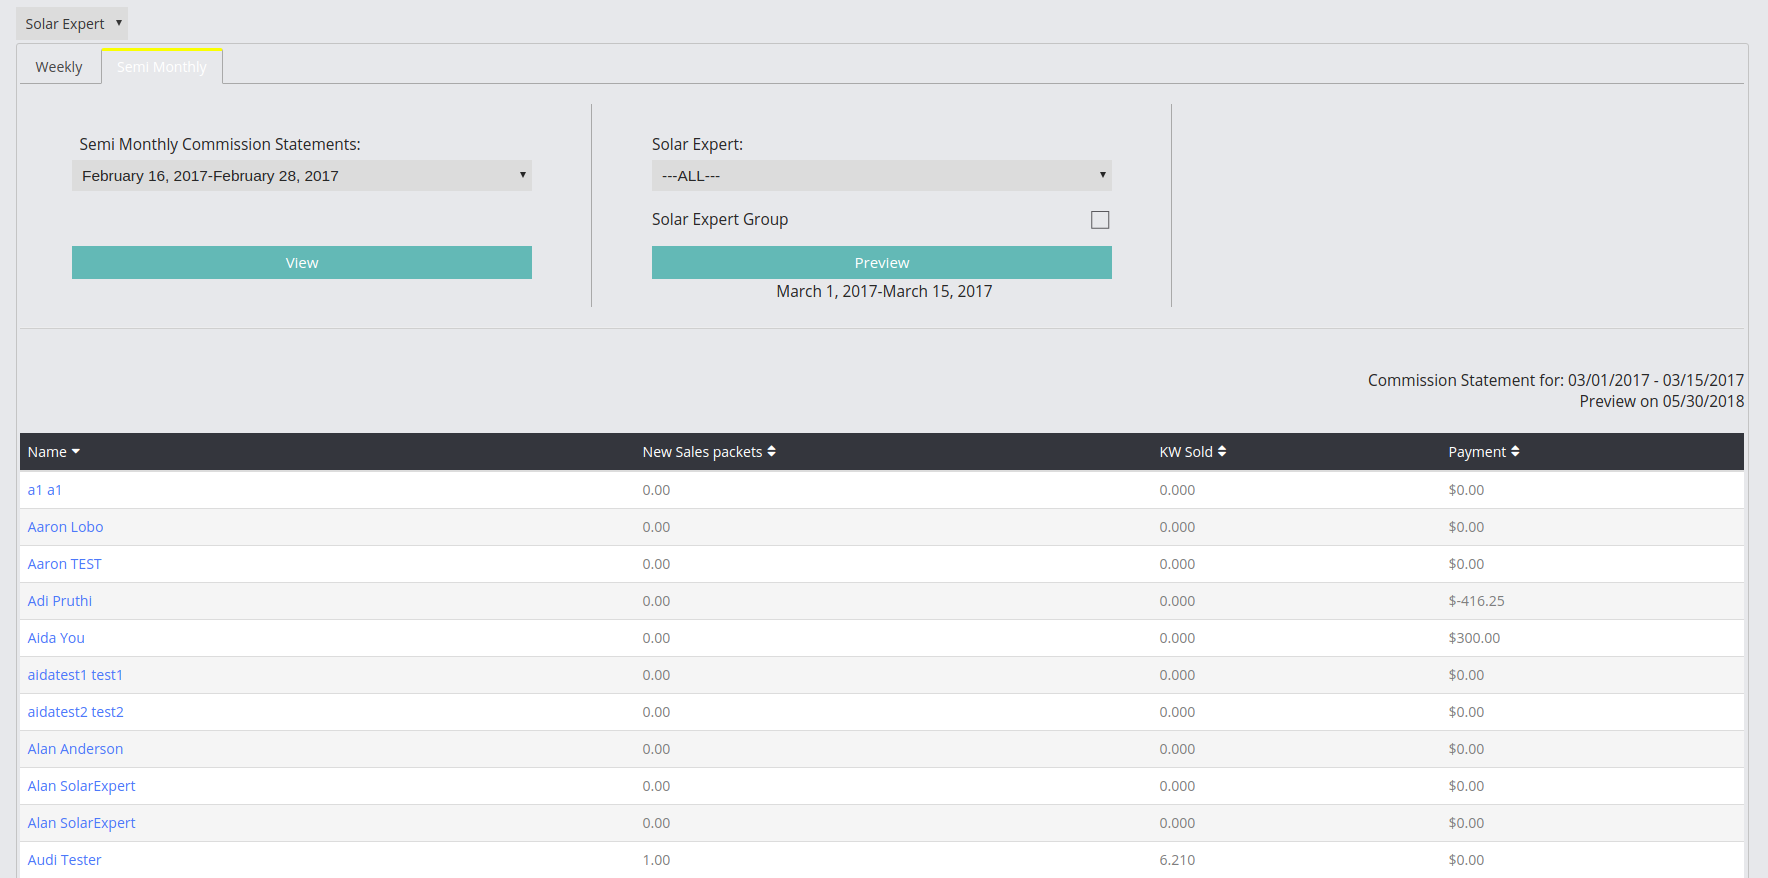 Solar Expert
Weekly Semi Monthly
Semi Monthly Commission Statements: Solar Expert:
February 16, 2017-February 28, 2017 ---ALL---
Solar Expert Group
View Preview
March 1, 2017-March 15, 2017
Commission Statement for: 03/01/2017 - 03/15/2017
Preview on 05/30/2018
Name New Sales packets KW Sold Payment
a1 a1 0.00 0.000 $0.00
Aaron Lobo 0.00 0.000 $0.00
Aaron TEST 0.00 0.000 $0.00
Adi Pruthi 0.00 0.000 $-416.25
Aida You 0.00 0.000 $300.00
aidatest1 test1 0.00 0.000 $0.00
aidatest2 test2 0.00 0.000 $0.00
Alan Anderson 0.00 0.000 $0.00
Alan SolarExpert 0.00 0.000 $0.00
Alan SolarExpert 0.00 0.000 $0.00
Audi Tester 1.00 6.210 $0.00